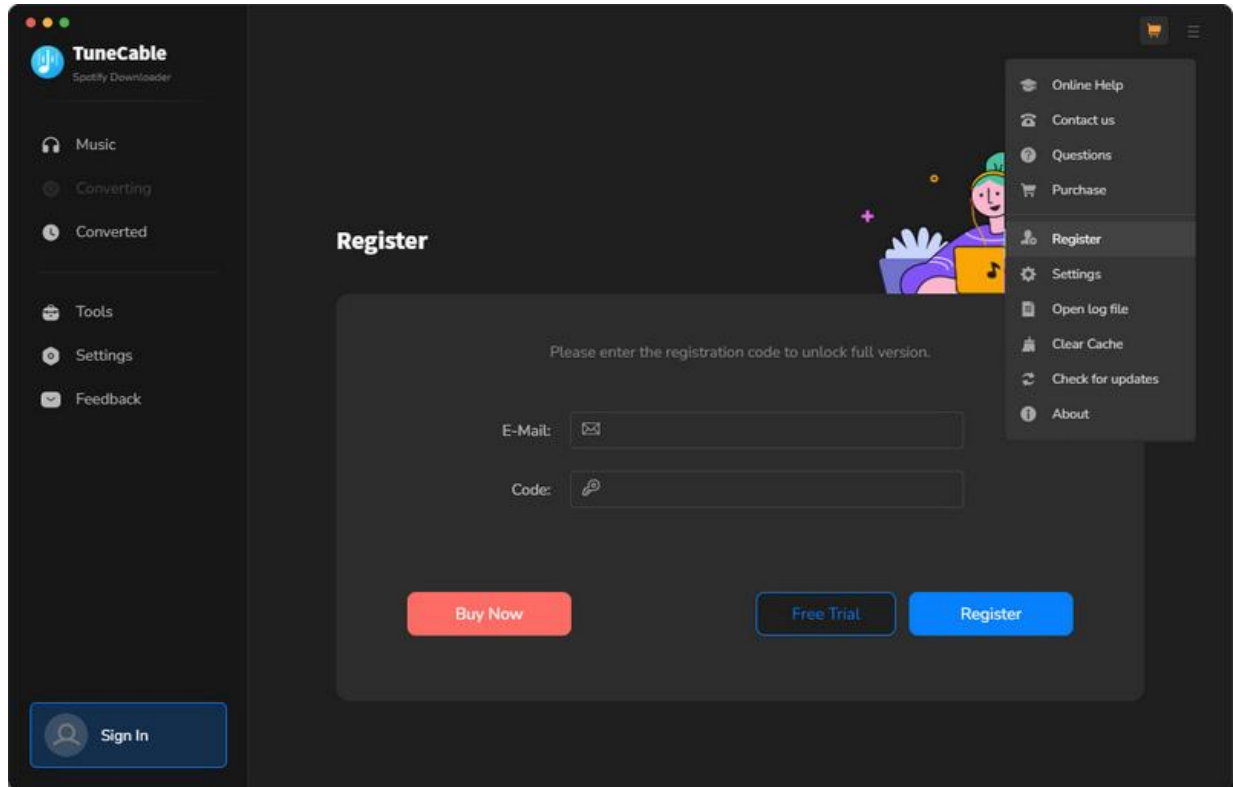 TuneCable
Spotify Downloader
Music
Converting
Converted
Tools
Settings
Feedback
Sign In
Register
Please enter the registration code to unlock full version.
E-Mail:
Code:
Buy Now
Free Trial
Register
Online Help
Contact us
Questions
Purchase
Register
Settings
Open log file
Clear Cache
Check for updates
About